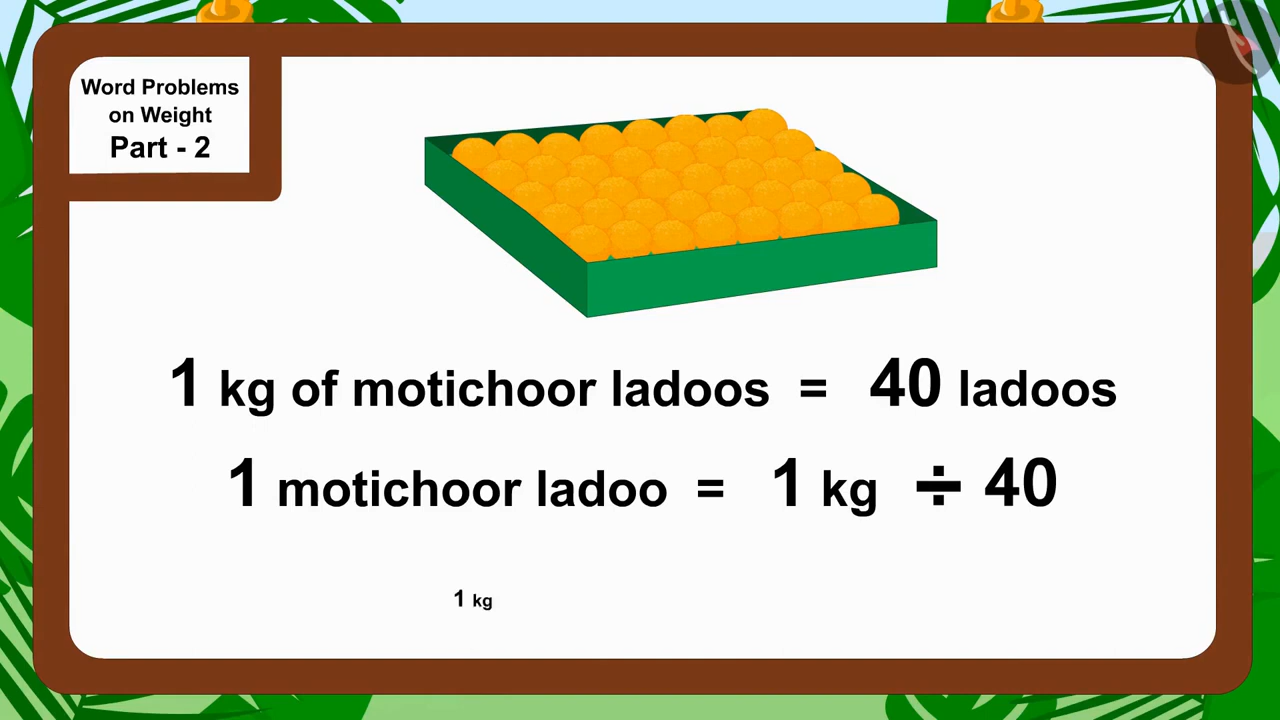 Word Problems
on Weight
Part - 2
1 kg of motichoor ladoos = 40 ladoos
1 motichoor ladoo = 1 kg ÷ 40
1 kg